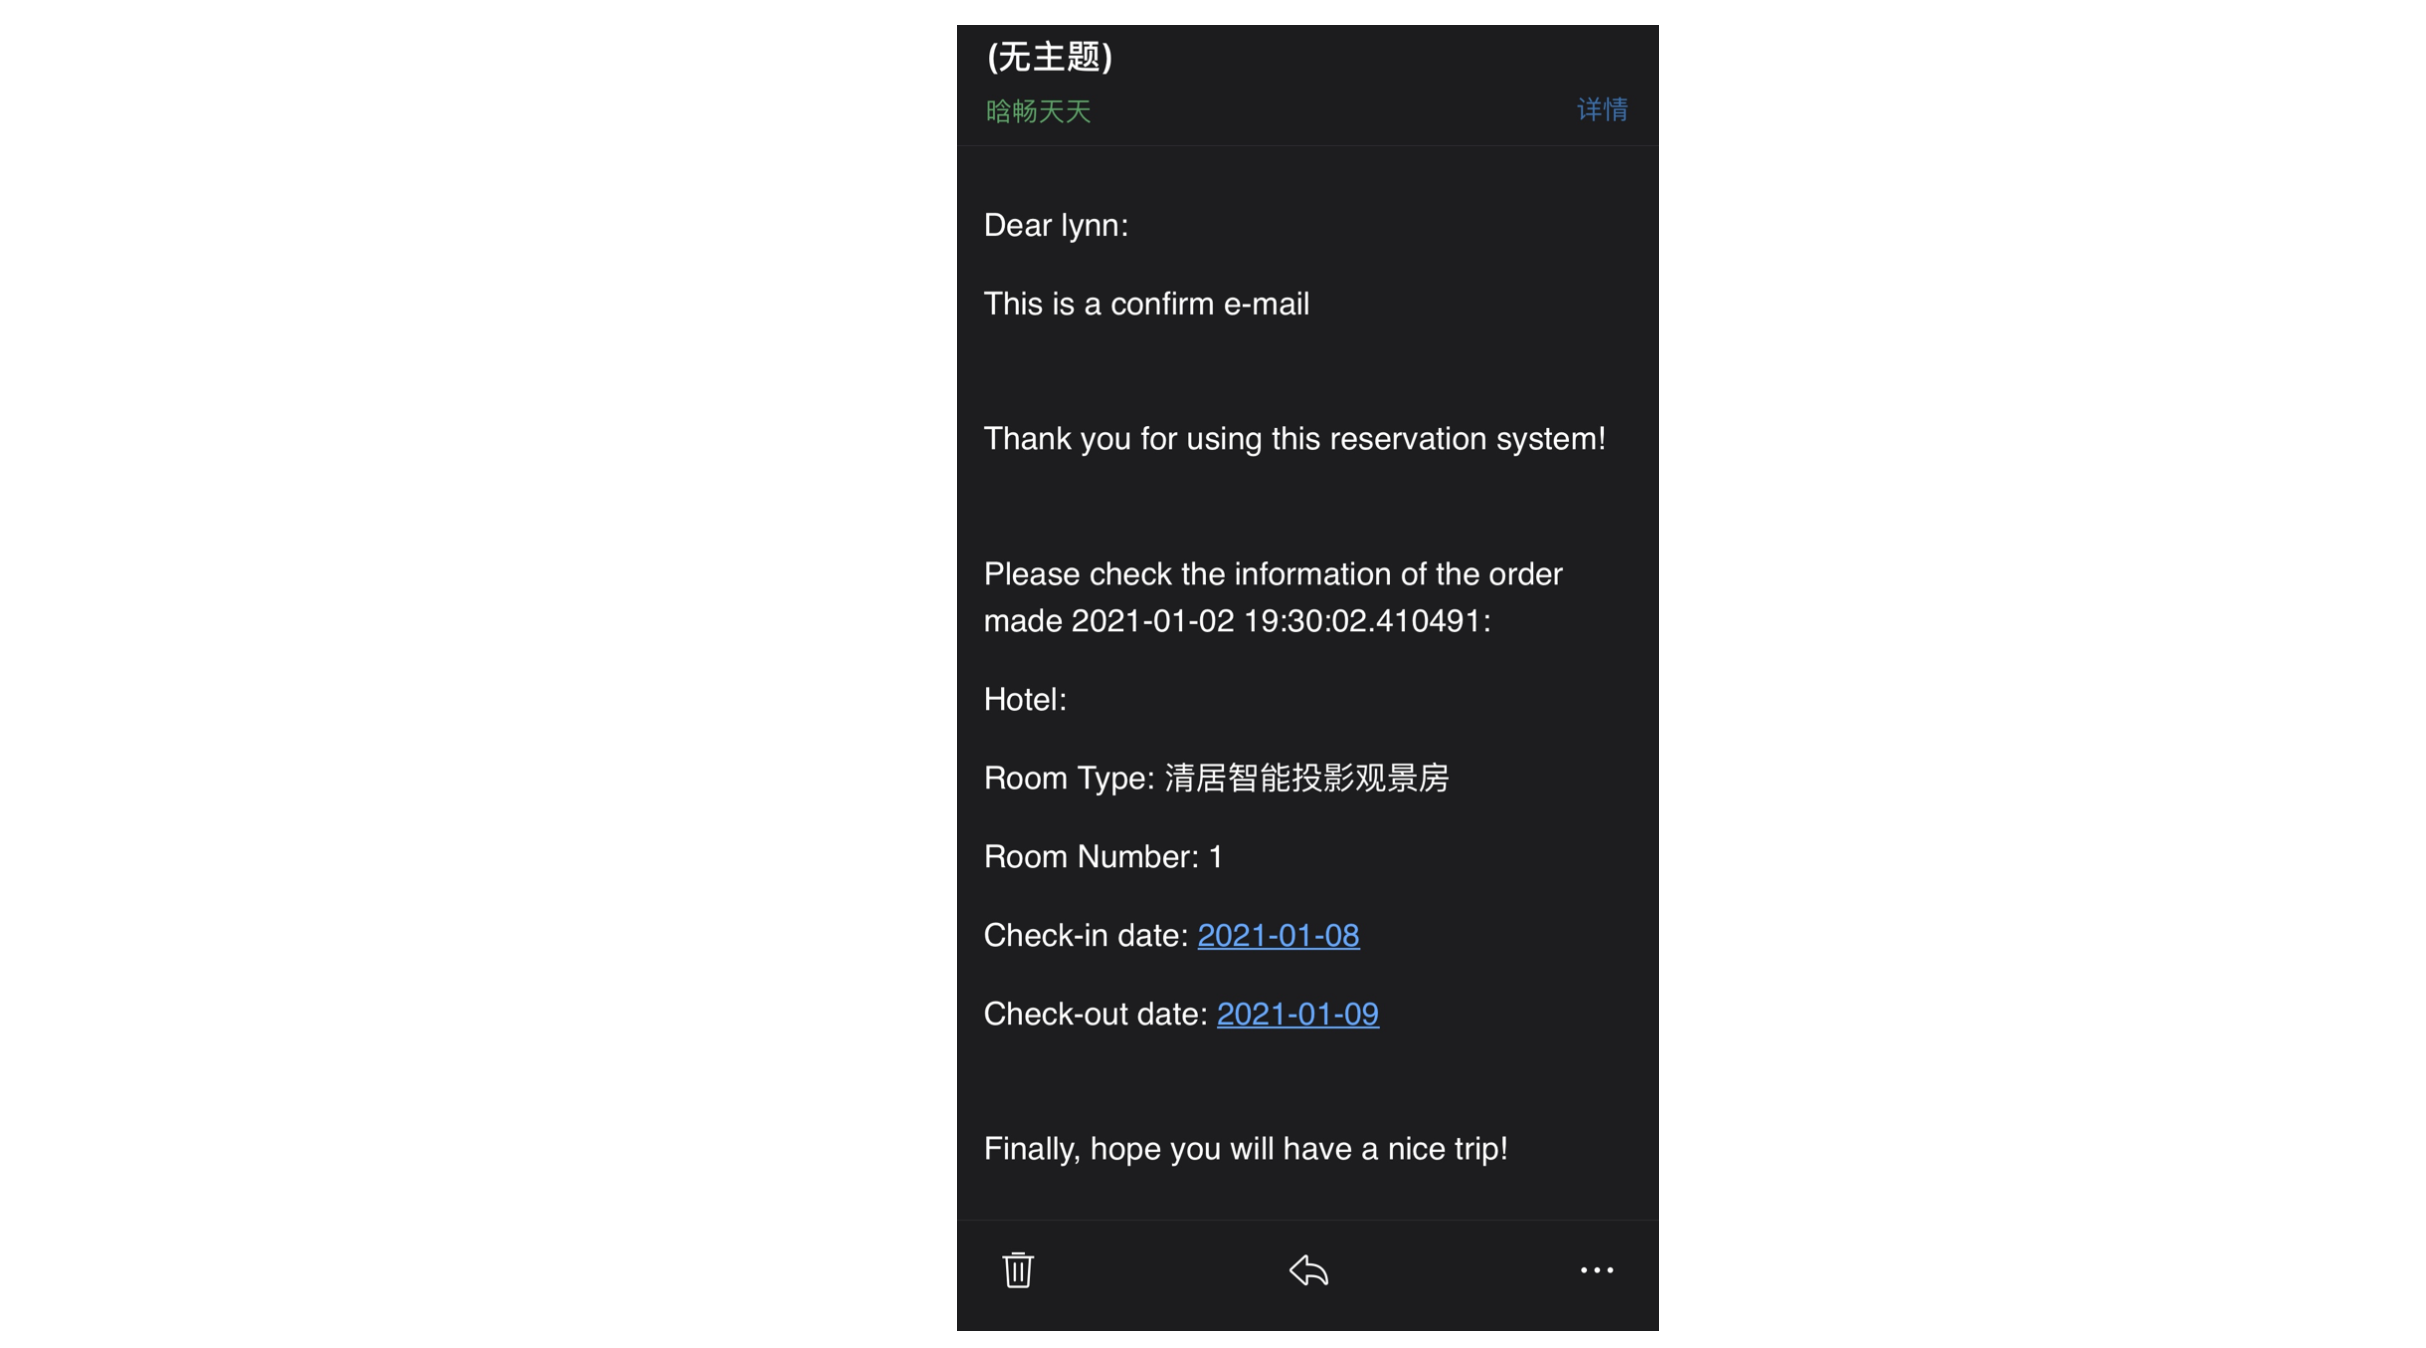 (无主题)
晗畅天天
详情
Dear lynn:
This is a confirm e-mail
Thank you for using this reservation system!
Please check the information of the order
made 2021-01-02 19:30:02.410491:
Hotel:
Room Type: 清居智能投影观景房
Room Number: 1
Check-in date: 2021-01-08
Check-out date: 2021-01-09
Finally, hope you will have a nice trip!